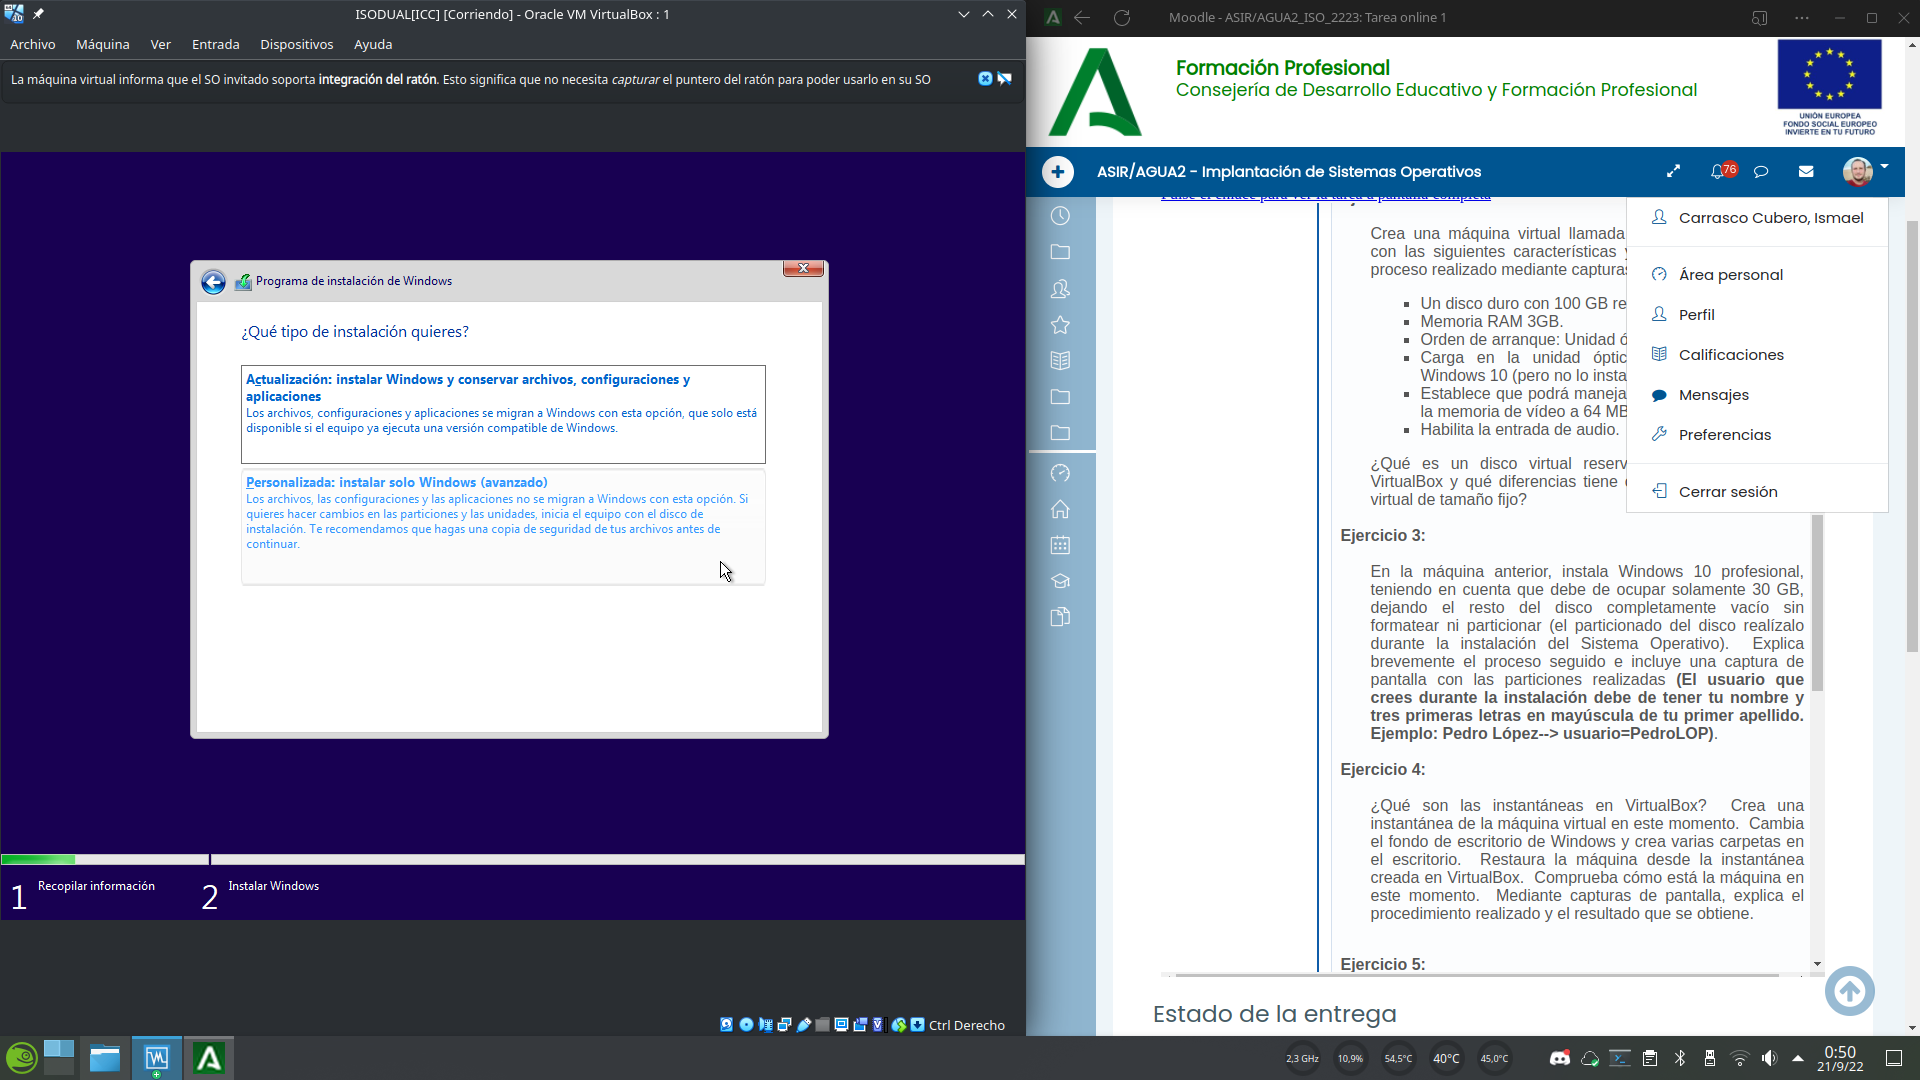 ISODUAL[ICC] [Corriendo] - Oracle VM VirtualBox : 1
Archivo Máquina Ver Entrada Dispositivos Ayuda
La máquina virtual informa que el SO invitado soporta integración del ratón. Esto significa que no necesita capturar el puntero del ratón para poder usarlo en su SO
Programa de instalación de Windows
¿Qué tipo de instalación quieres?
Actualización: instalar Windows y conservar archivos, configuraciones y
aplicaciones
Los archivos, configuraciones y aplicaciones se migran a Windows con esta opción, que solo está
disponible si el equipo ya ejecuta una versión compatible de Windows.
Personalizada: instalar solo Windows (avanzado)
Los archivos, las configuraciones y las aplicaciones no se migran a Windows con esta opción. Si
quieres hacer cambios en las particiones y las unidades, inicia el equipo con el disco de
instalación. Te recomendamos que hagas una copia de seguridad de tus archivos antes de
continuar.
1 Recopilar información
2 Instalar Windows
Ctrl Derecho
Moodle - ASIR/AGUA2_ISO_2223: Tarea online 1
Formación Profesional
Consejería de Desarrollo Educativo y Formación Profesional
UNIÓN EUROPEA
FONDO SOCIAL EUROPEO
INVIERTE EN TU FUTURO
ASIR/AGUA2 - Implantación de Sistemas Operativos
76
Pulse el enlace para ver la tarea a pantalla completa
Crea una máquina virtual llamada
con las siguientes características
proceso realizado mediante capturas
Un disco duro con 100 GB re
Memoria RAM 3GB.
Orden de arranque: Unidad ó
Carga en la unidad óptic
Windows 10 (pero no lo insta
Establece que podrá maneja
la memoria de vídeo a 64 MB
Habilita la entrada de audio.
¿Qué es un disco virtual reserv
VirtualBox y qué diferencias tiene
virtual de tamaño fijo?
Carrasco Cubero, Ismael
Área personal
Perfil
Calificaciones
Mensajes
Preferencias
Cerrar sesión
Ejercicio 3:
En la máquina anterior, instala Windows 10 profesional,
teniendo en cuenta que debe de ocupar solamente 30 GB,
dejando el resto del disco completamente vacío sin
formatear ni particionar (el particionado del disco realízalo
durante la instalación del Sistema Operativo). Explica
brevemente el proceso seguido e incluye una captura de
pantalla con las particiones realizadas (El usuario que
crees durante la instalación debe de tener tu nombre y
tres primeras letras en mayúscula de tu primer apellido.
Ejemplo: Pedro López--> usuario=PedroLOP).
Ejercicio 4:
¿Qué son las instantáneas en VirtualBox? Crea una
instantánea de la máquina virtual en este momento. Cambia
el fondo de escritorio de Windows y crea varias carpetas en
el escritorio. Restaura la máquina desde la instantánea
creada en VirtualBox. Comprueba cómo está la máquina en
este momento. Mediante capturas de pantalla, explica el
procedimiento realizado y el resultado que se obtiene.
Ejercicio 5:
Estado de la entrega
2,3 GHz 10,9% 54,5°C 40°C 45,0°C
0:50
21/9/22